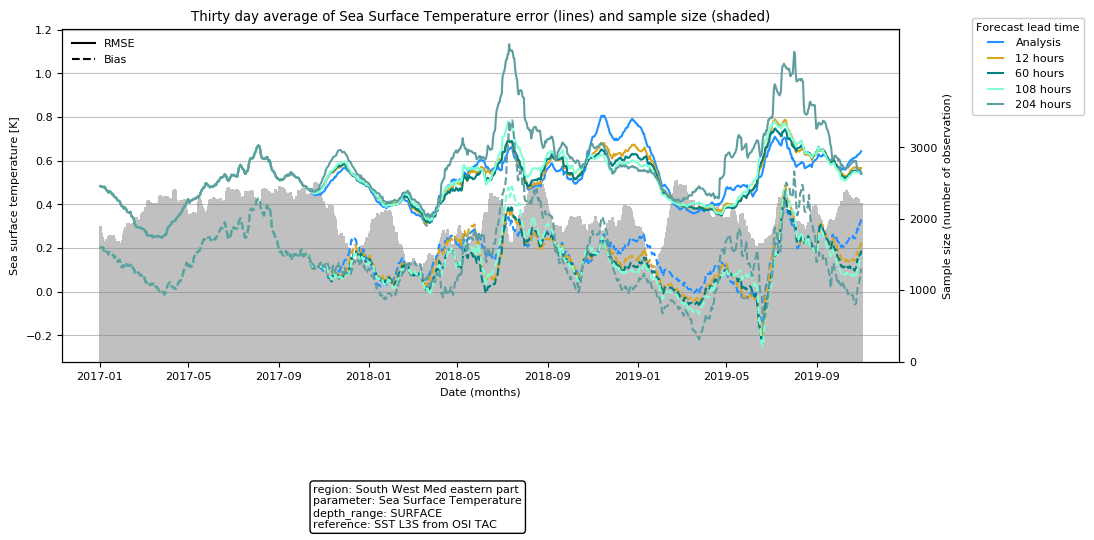 Thirty day average of Sea Surface Temperature error (lines) and sample size (shaded)
RMSE
Bias
Forecast lead time
Analysis
12 hours
60 hours
108 hours
204 hours
Sea surface temperature [K]
1.2
1.0
0.8
0.6
0.4
0.2
0.0
−0.2
3000
2000
1000
0
Sample size (number of observation)
2017-01 2017-05 2017-09 2018-01 2018-05 2018-09 2019-01 2019-05 2019-09
Date (months)
region: South West Med eastern part
parameter: Sea Surface Temperature
depth_range: SURFACE
reference: SST L3S from OSI TAC